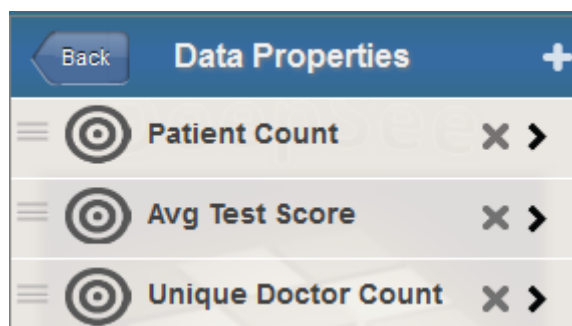 Back
Data Properties
Patient Count
Avg Test Score
Unique Doctor Count